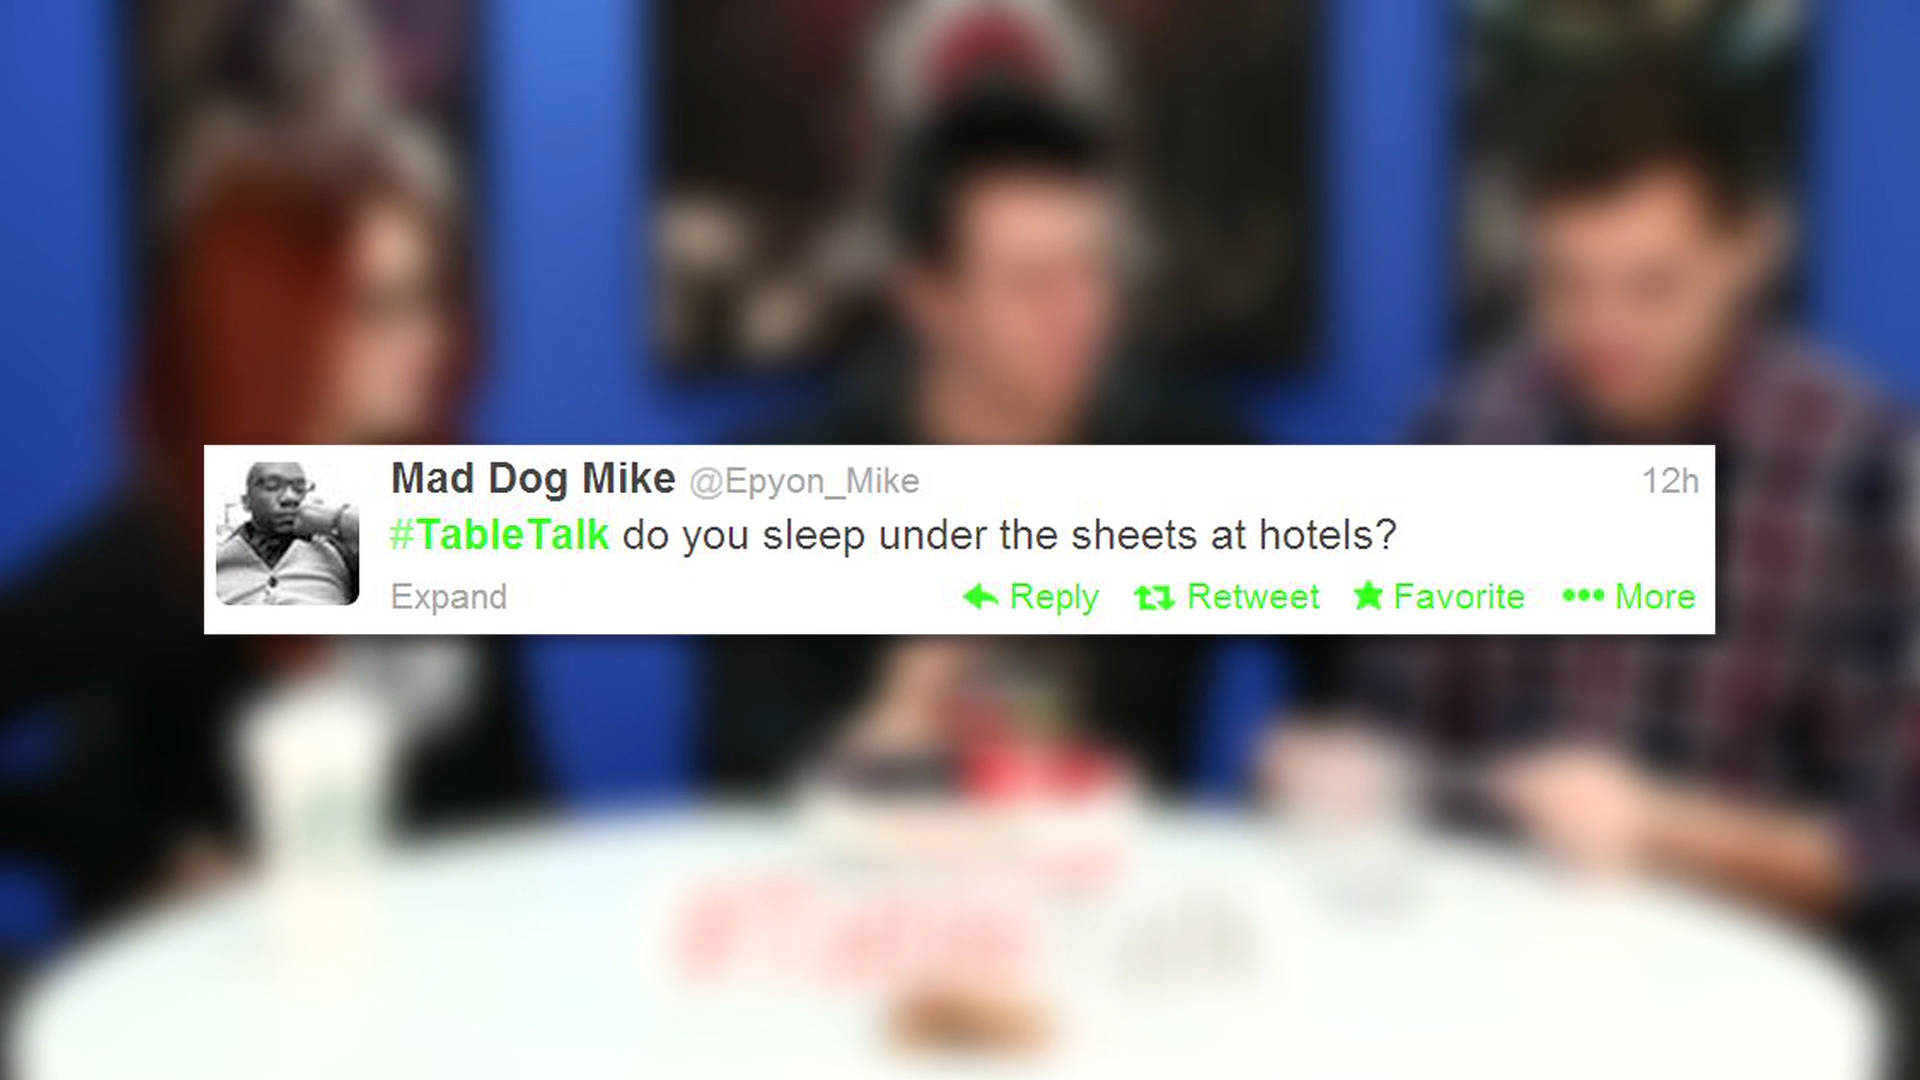 Mad Dog Mike @Epyon_Mike 12h
#TableTalk do you sleep under the sheets at hotels?
Expand Reply Retweet Favorite More
#TableTalk